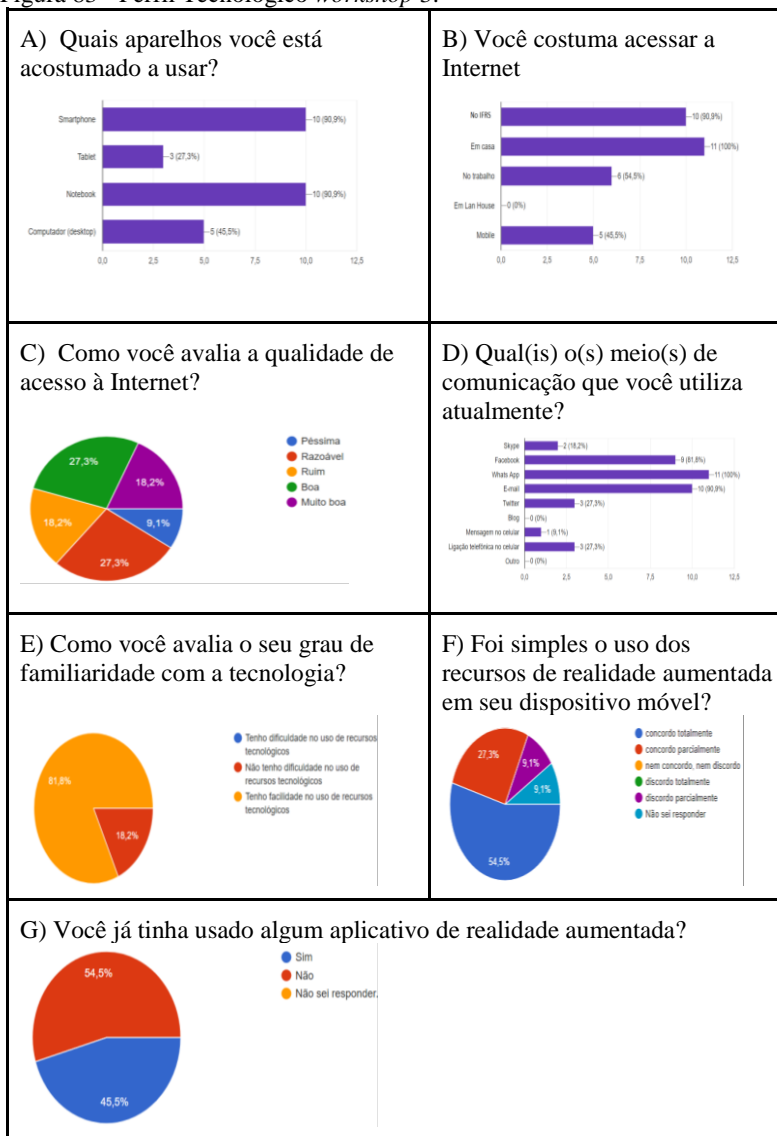 A) Quais aparelhos você está
acostumado a usar?
Smartphone
10 (90,9%)
Tablet
3 (27,3%)
Notebook
10 (90,9%)
Computador (desktop)
5 (45,5%)
0,0 2,5 5,0 7,5 10,0 12,5
B) Você costuma acessar a
Internet
No IFRS
10 (90,9%)
Em casa
11 (100%)
No trabalho
6 (54,5%)
Em Lan House
0 (0%)
Mobile
5 (45,5%)
0,0 2,5 5,0 7,5 10,0 12,5
C) Como você avalia a qualidade de
acesso à Internet?
27,3%
18,2%
18,2%
9,1%
27,3%
Péssima
Razoável
Ruim
Boa
Muito boa
D) Qual(is) o(s) meio(s) de
comunicação que você utiliza
atualmente?
Skype
2 (18,2%)
Facebook
9 (81,8%)
Whats App
11 (100%)
E-mail
10 (90,9%)
Twitter
3 (27,3%)
Blog
0 (0%)
Mensagem no celular
1 (9,1%)
Ligação telefônica no celular
3 (27,3%)
Outro
0 (0%)
0,0 2,5 5,0 7,5 10,0 12,5
E) Como você avalia o seu grau de
familiaridade com a tecnologia?
81,8%
18,2%
Tenho dificuldade no uso de recursos
tecnológicos
Não tenho dificuldade no uso de
recursos tecnológicos
Tenho facilidade no uso de recursos
tecnológicos
F) Foi simples o uso dos
recursos de realidade aumentada
em seu dispositivo móvel?
27,3%
9,1%
9,1%
54,5%
concordo totalmente
concordo parcialmente
nem concordo, nem discordo
discordo totalmente
discordo parcialmente
Não sei responder
G) Você já tinha usado algum aplicativo de realidade aumentada?
54,5%
45,5%
Sim
Não
Não sei responder.